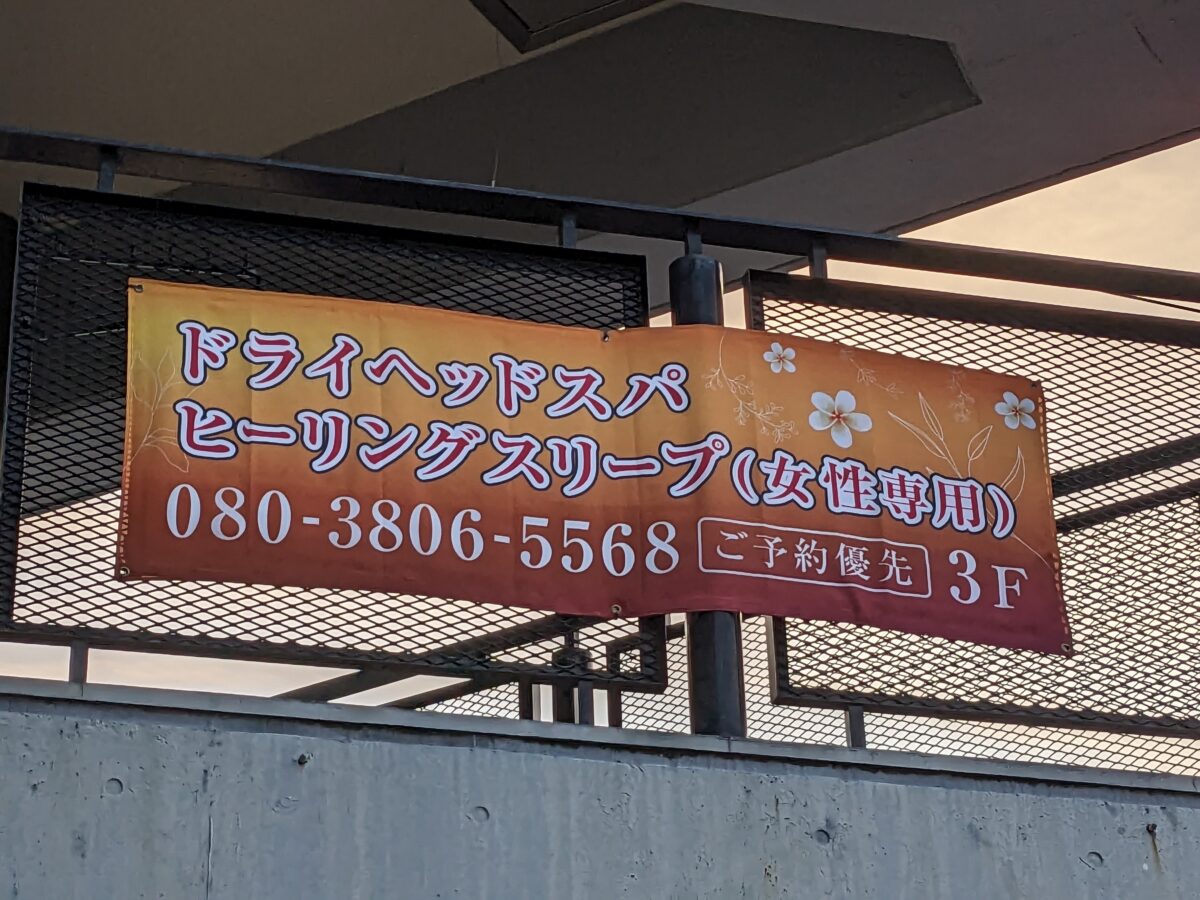 ドライヘッドスパ
ヒーリングスリープ(女性専用)
080-3806-5568 ご予約優先 3F